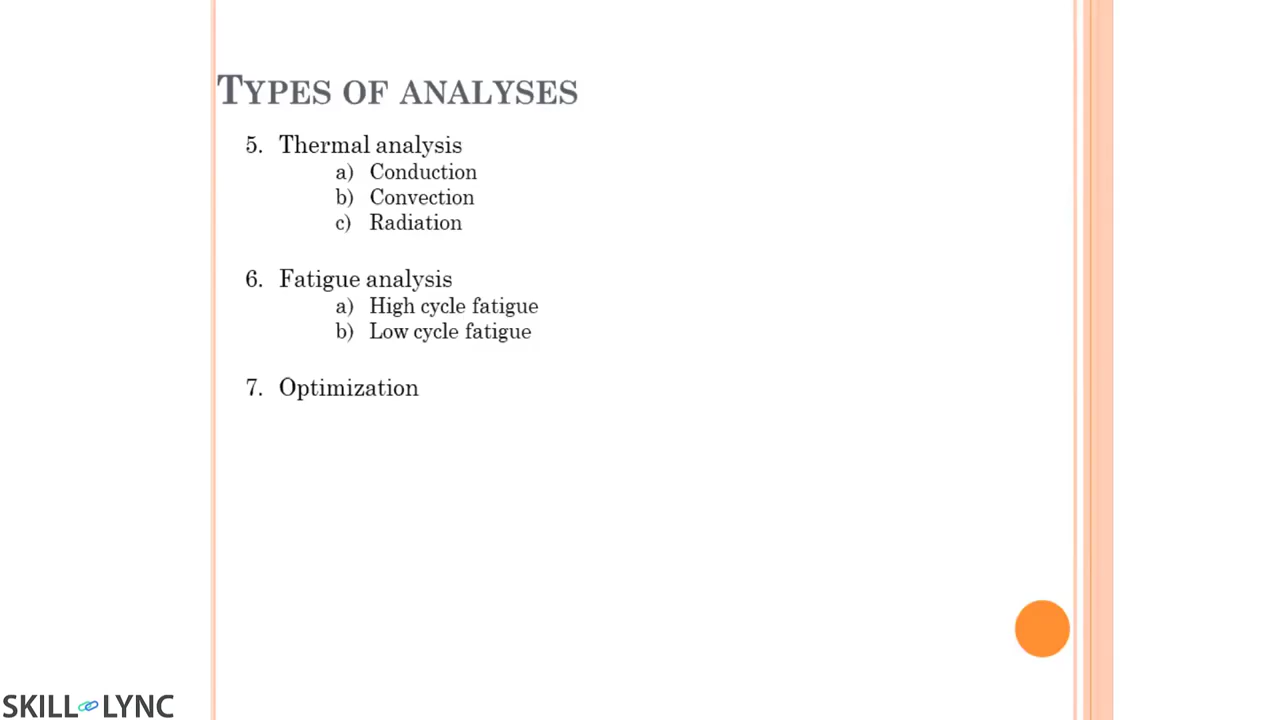 TYPES OF ANALYSES
5. Thermal analysis
a) Conduction
b) Convection
c) Radiation
6. Fatigue analysis
a) High cycle fatigue
b) Low cycle fatigue
7. Optimization
SKILL LYNC